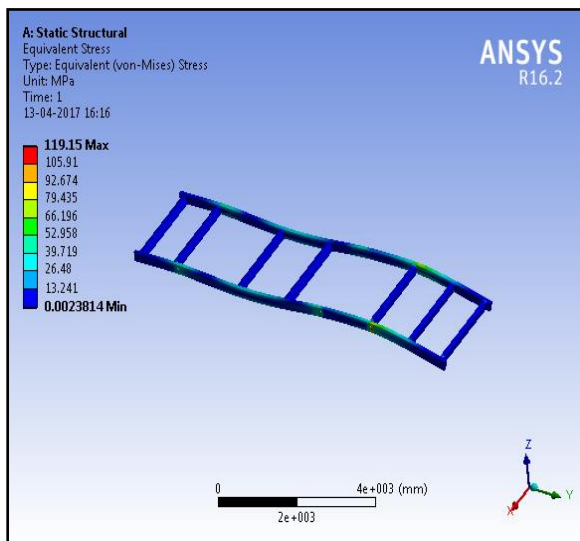 A: Static Structural
Equivalent Stress
Type: Equivalent (von-Mises) Stress
Unit: MPa
Time: 1
13-04-2017 16:16
ANSYS
R16.2
119.15 Max
105.91
92.674
79.435
66.196
52.958
39.719
26.48
13.241
0.0023814 Min
0
4e+003 (mm)
2e+003
Z
Y
X